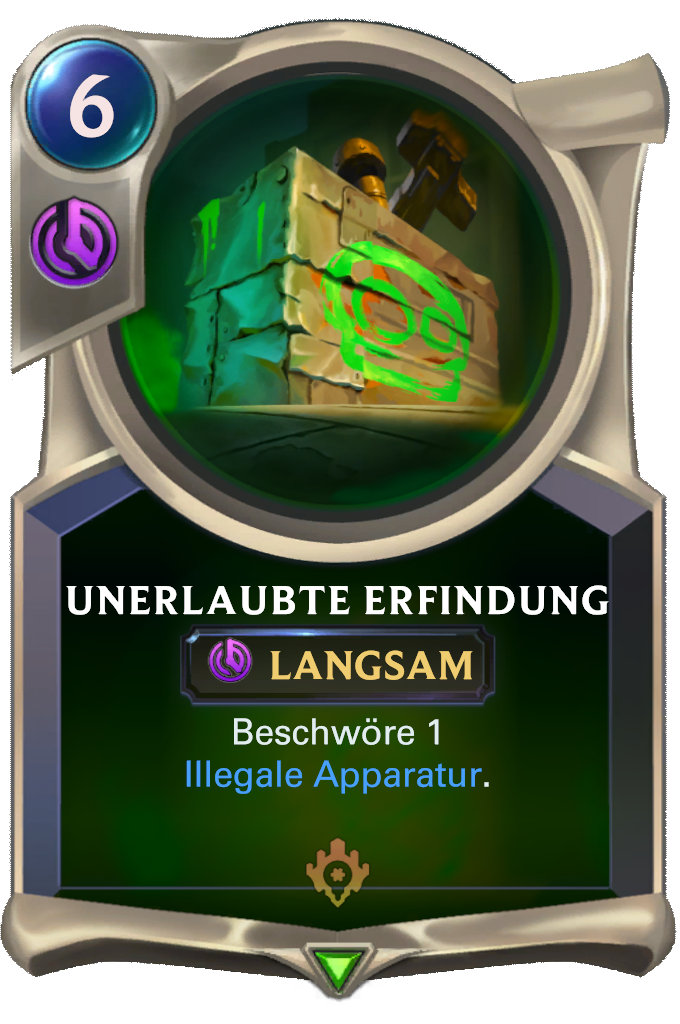 6
UNERLAUBTE ERFINDUNG
LANGSAM
Beschwöre 1
Illegale Apparatur.